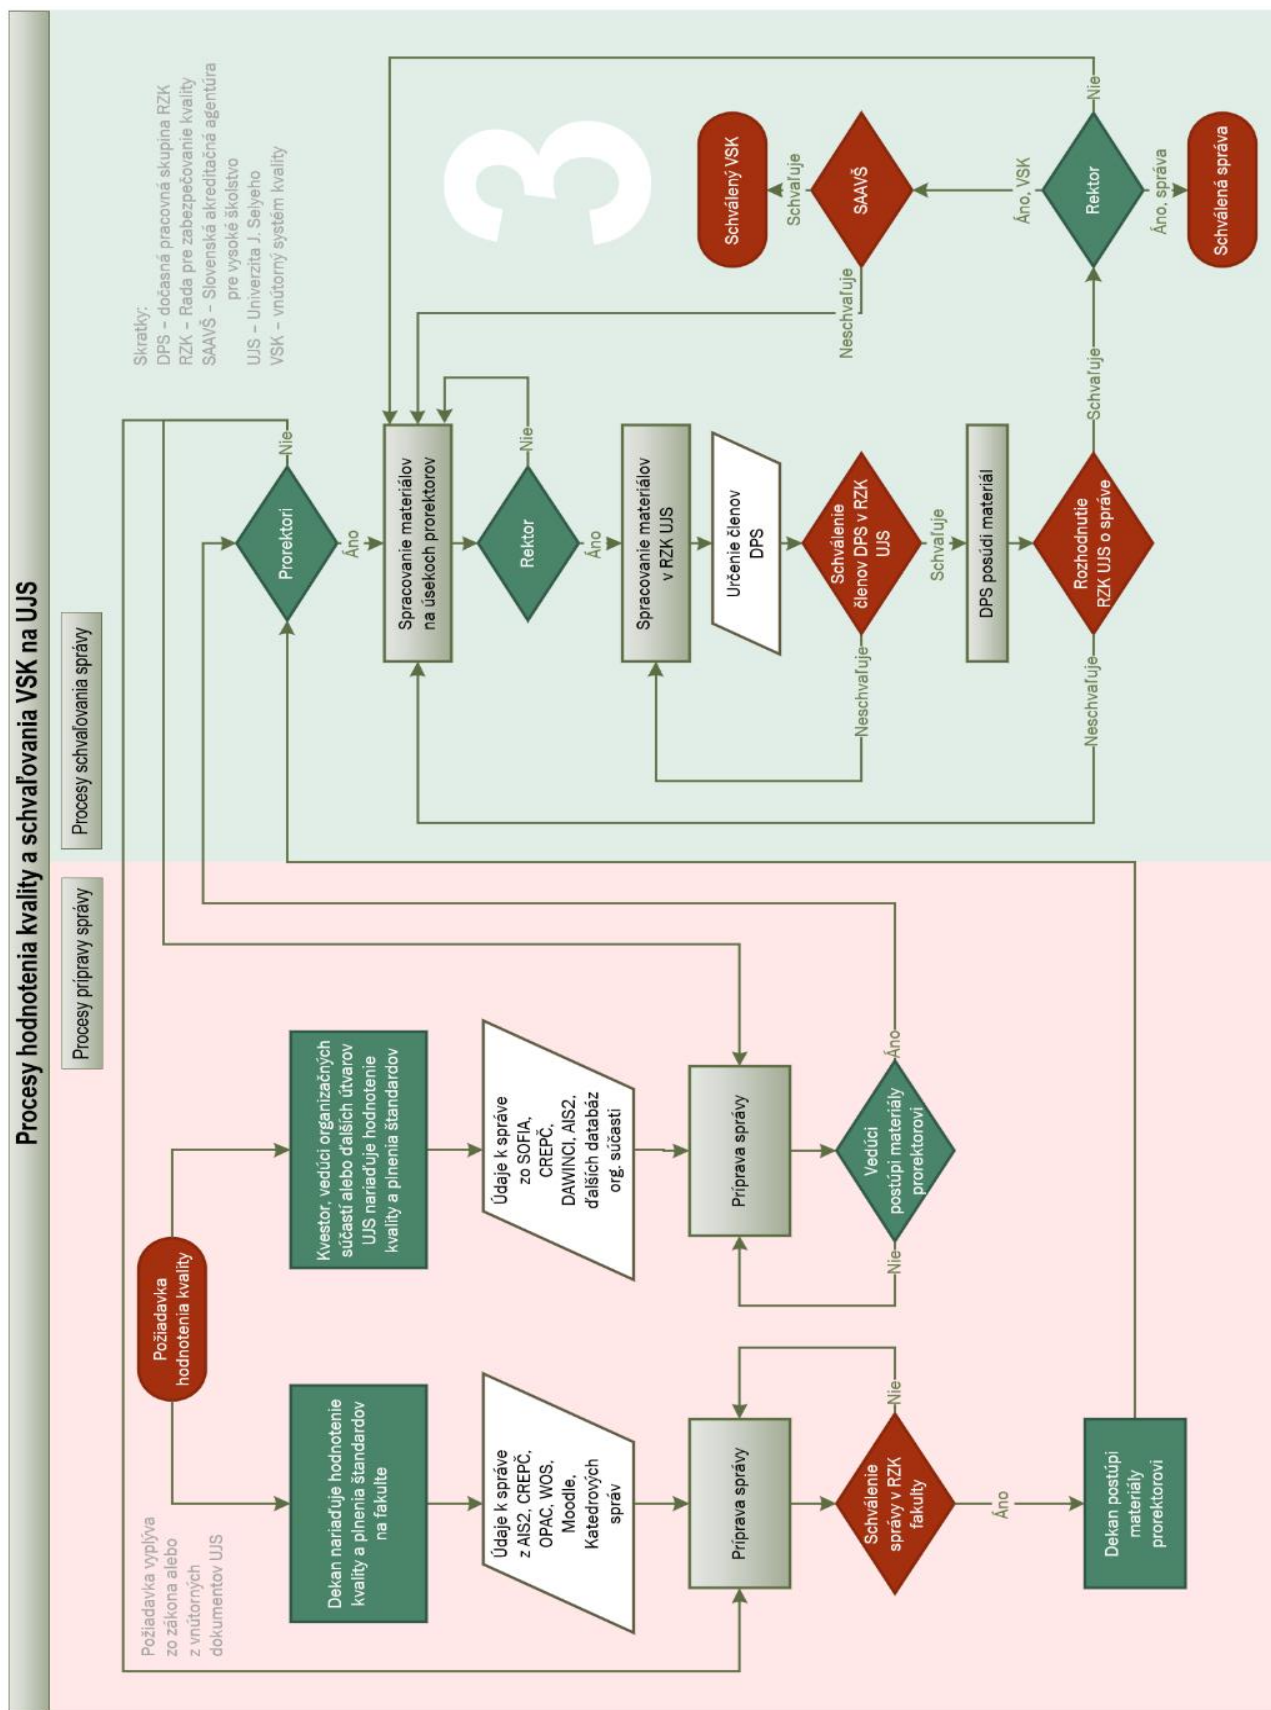 Procesy hodnotenia kvality a schvaľovania VSK na UJS
Procesy prípravy správy
Procesy schvaľovania správy
Požiadavka vyplýva
zo zákona alebo
z vnútorných
dokumentov UJS
Požiadavka
hodnotenia kvality
Dekan nariaďuje hodnotenie
kvality a plnenia štandardov
na fakulte
Údaje k správe
z AIS2, CREPČ,
OPAC, WOS,
Moodle,
Katedrových
správ
Príprava správy
Schválenie
správy v RZK
fakulty
Nie
Áno
Dekan postúpi
materiály
prorektorovi
Kvestor, vedúci organizačných
súčastí alebo ďalších útvarov
UJS nariaďuje hodnotenie
kvality a plnenia štandardov
Údaje k správe
zo SOFIA,
CREPČ,
DAWINCI, AIS2,
ďalších databáz
org. súčasti
Príprava správy
Vedúci
postúpi materiály
prorektorovi
Nie
Áno
Skratky:
DPS – dočasná pracovná skupina RZK
RZK – Rada pre zabezpečovanie kvality
SAAVŠ – Slovenská akreditačná agentúra
pre vysoké školstvo
UJS – Univerzita J. Selyeho
VSK – vnútorný systém kvality
3
Prorektori
Nie
Áno
Spracovanie materiálov
na úsekoch prorektorov
Rektor
Nie
Áno
Spracovanie materiálov
v RZK UJS
Určenie členov
DPS
Schválenie
členov DPS v RZK
UJS
Neschvaľuje
Schvaľuje
DPS posúdi materiál
Rozhodnutie
RZK UJS o správe
Neschvaľuje
Schvaľuje
Rektor
Nie
Áno, VSK
Áno, správa
Schválená správa
SAAVŠ
Neschvaľuje
Schvaľuje
Schválený VSK